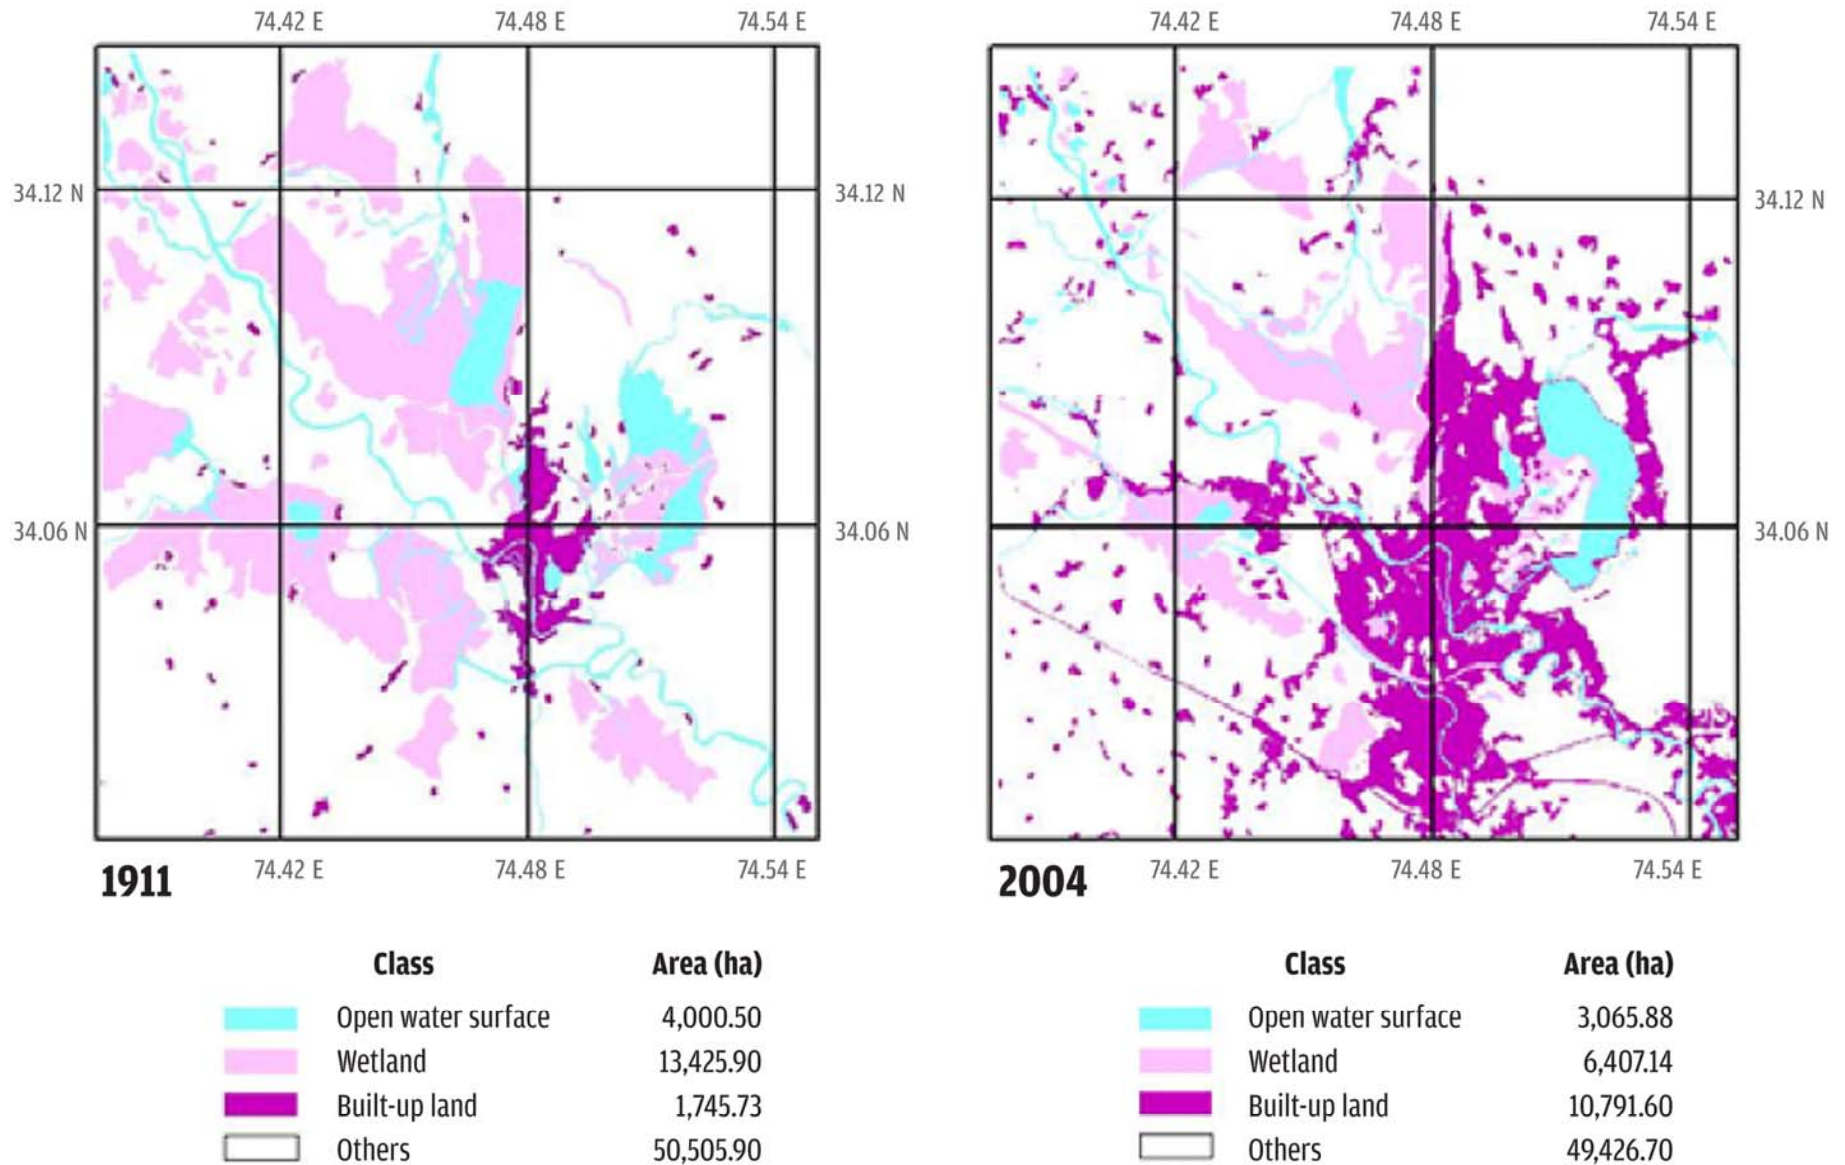 74.42 E 74.48 E 74.54 E
34.12 N 34.12 N
34.06 N 34.06 N
74.42 E 74.48 E 74.54 E
1911
Class Area (ha)
Open water surface 4,000.50
Wetland 13,425.90
Built-up land 1,745.73
Others 50,505.90
74.42 E 74.48 E 74.54 E
34.12 N
34.06 N
74.42 E 74.48 E 74.54 E
2004
Class Area (ha)
Open water surface 3,065.88
Wetland 6,407.14
Built-up land 10,791.60
Others 49,426.70